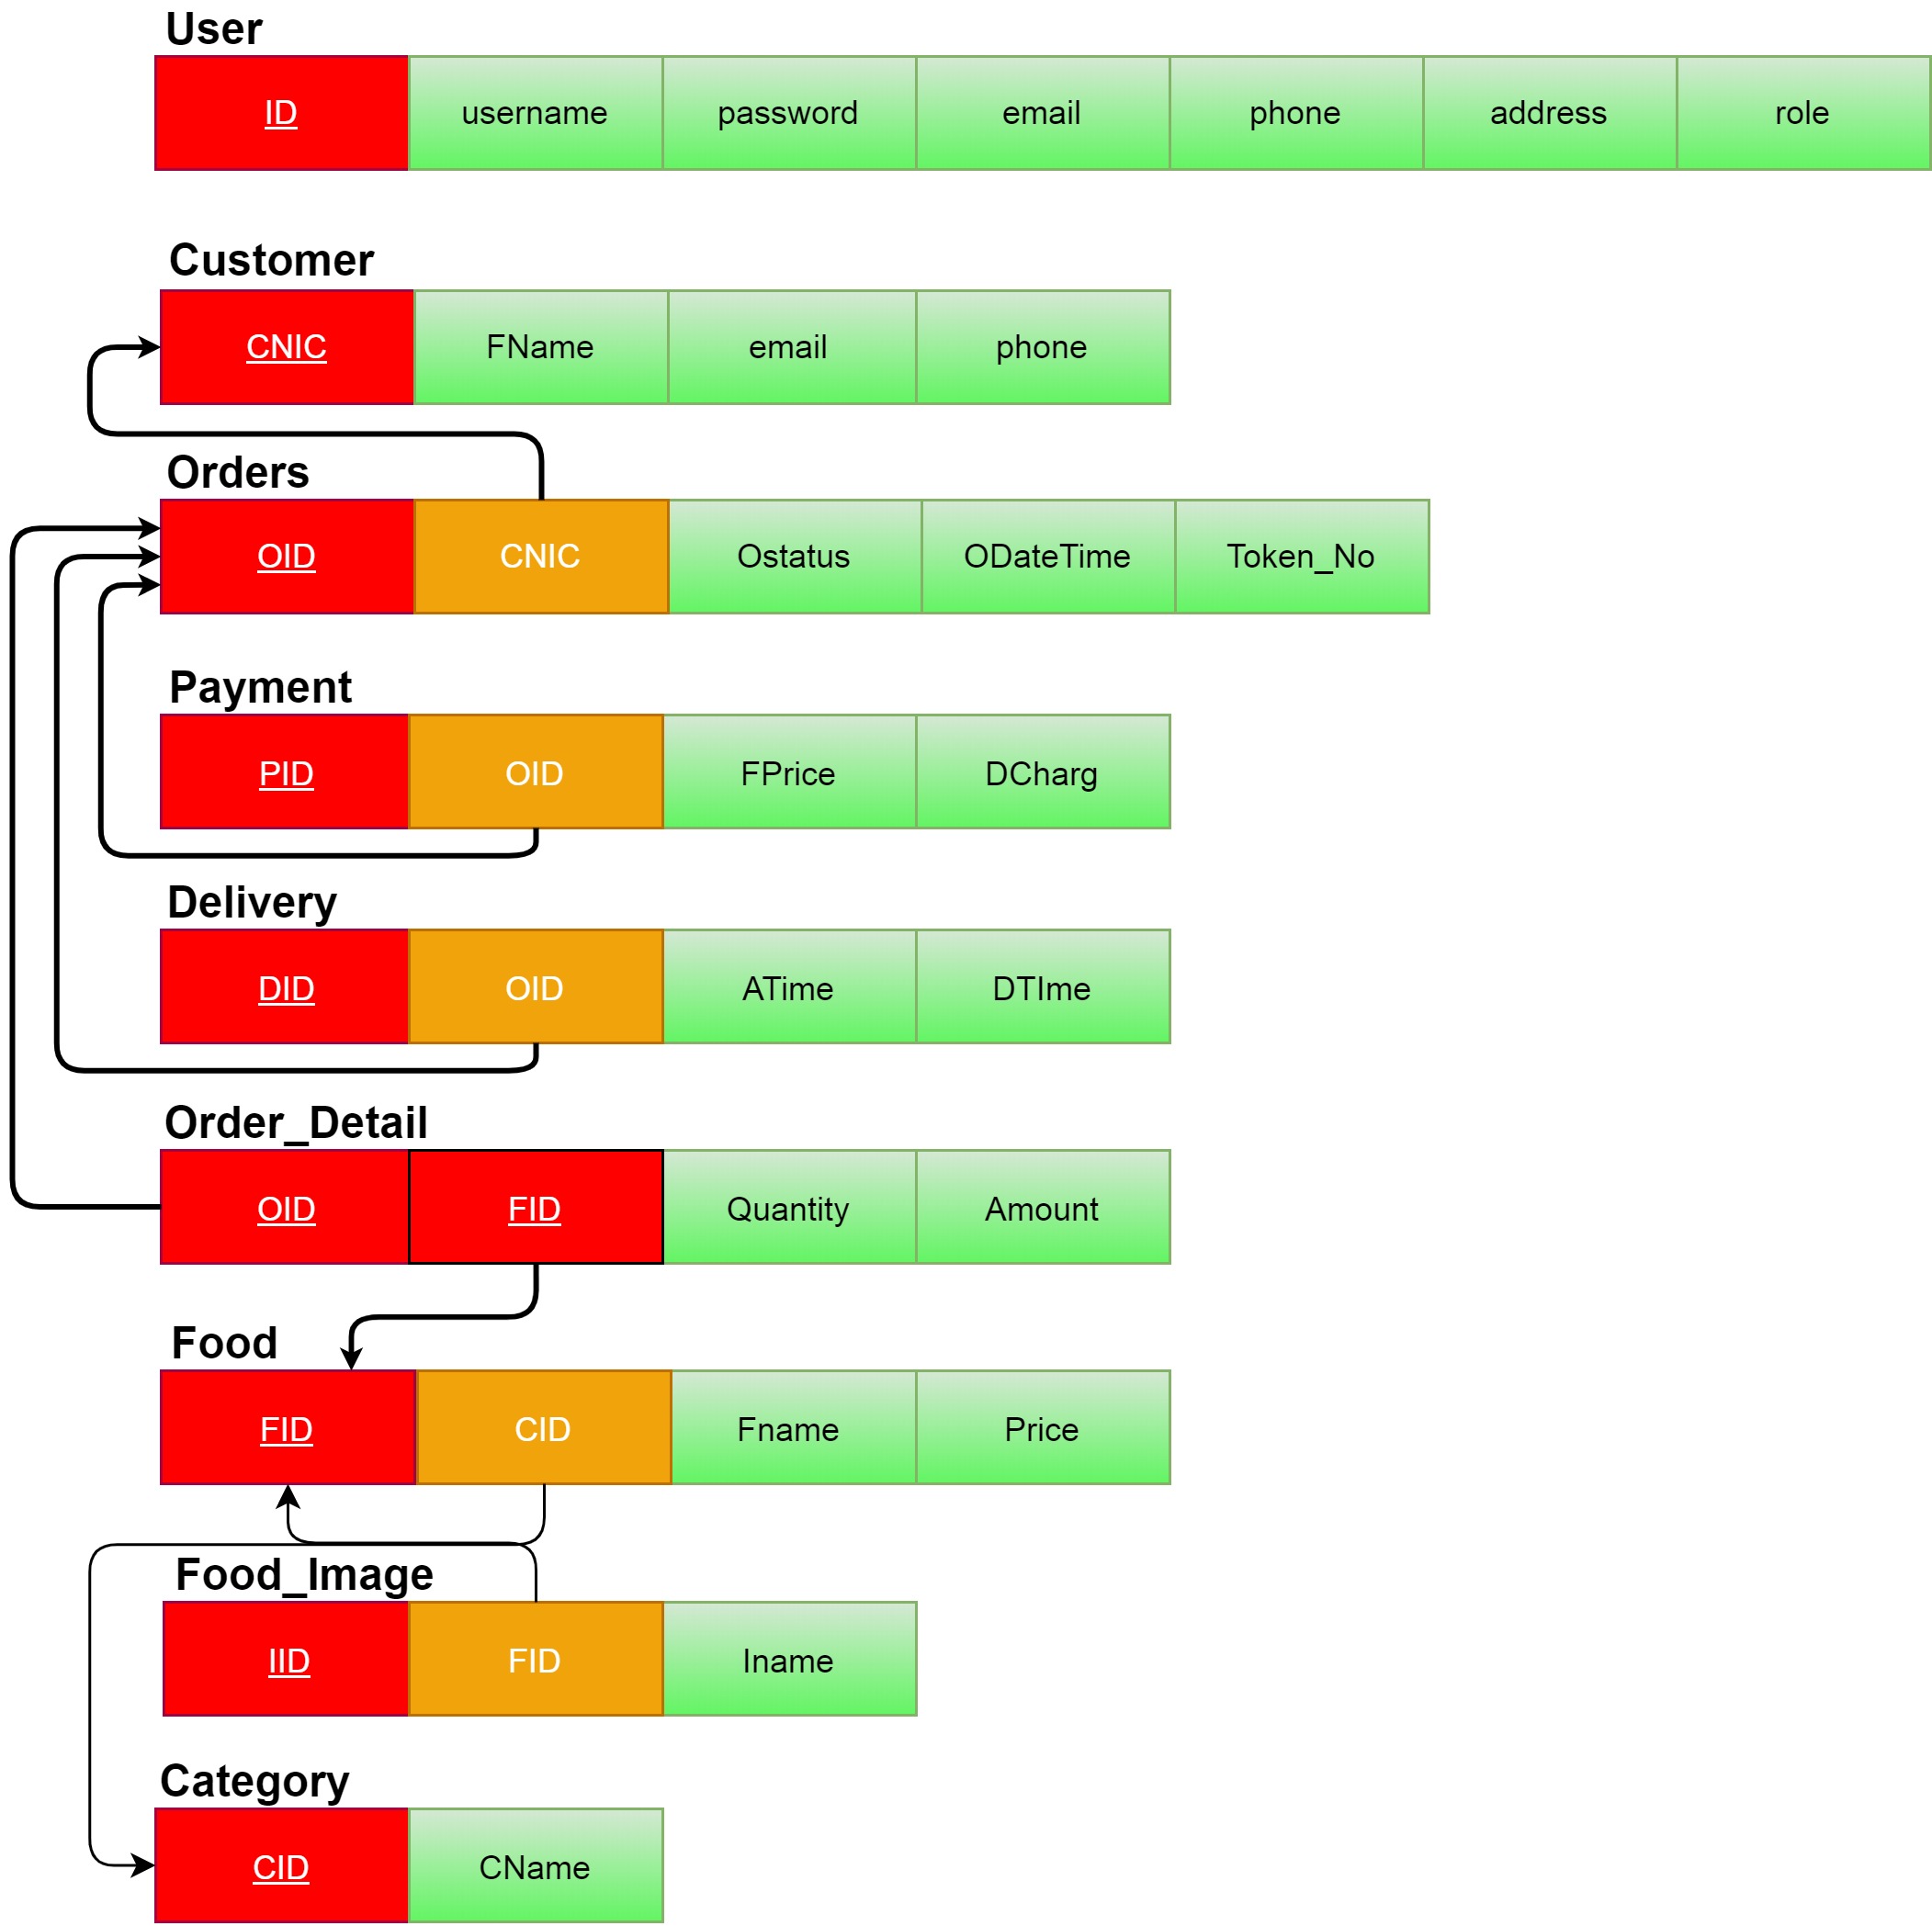 User
ID username password email phone address role
Customer
CNIC FName email phone
Orders
OID CNIC Ostatus ODateTime Token_No
Payment
PID OID FPrice DCharg
Delivery
DID OID ATime DTIme
Order_Detail
OID FID Quantity Amount
Food
FID CID Fname Price
Food_Image
IID FID Iname
Category
CID CName